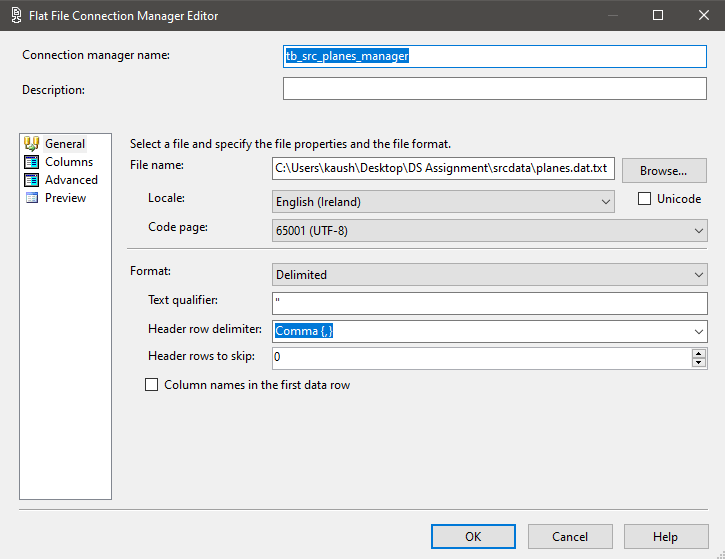 Flat File Connection Manager Editor
Connection manager name: tb_src_planes_manager
Description:
General
Columns
Advanced
Preview
Select a file and specify the file properties and the file format.
File name: C:\Users\kaush\Desktop\DS Assignment\srcdata\planes.dat.txt Browse...
Locale: English (Ireland) Unicode
Code page: 65001 (UTF-8)
Format: Delimited
Text qualifier: "
Header row delimiter: Comma {,}
Header rows to skip: 0
Column names in the first data row
OK Cancel Help